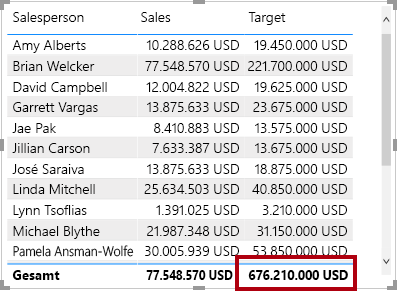 Salesperson Sales Target
Amy Alberts 10.288.626 USD 19.450.000 USD
Brian Welcker 77.548.570 USD 221.700.000 USD
David Campbell 12.004.822 USD 19.625.000 USD
Garrett Vargas 13.875.633 USD 23.675.000 USD
Jae Pak 8.410.883 USD 13.575.000 USD
Jillian Carson 7.633.387 USD 13.675.000 USD
José Saraiva 13.875.633 USD 18.875.000 USD
Linda Mitchell 25.634.503 USD 40.850.000 USD
Lynn Tsoflias 1.391.025 USD 3.210.000 USD
Michael Blythe 21.987.348 USD 31.150.000 USD
Pamela Ansman-Wolfe 30.005.939 USD 53.850.000 USD
Gesamt 77.548.570 USD 676.210.000 USD